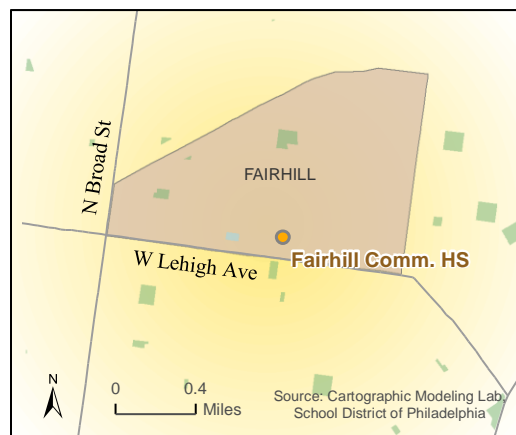 N Broad St
FAIRHILL
Fairhill Comm. HS
W Lehigh Ave
N
0 0.4
Miles
Source: Cartographic Modeling Lab,
School District of Philadelphia